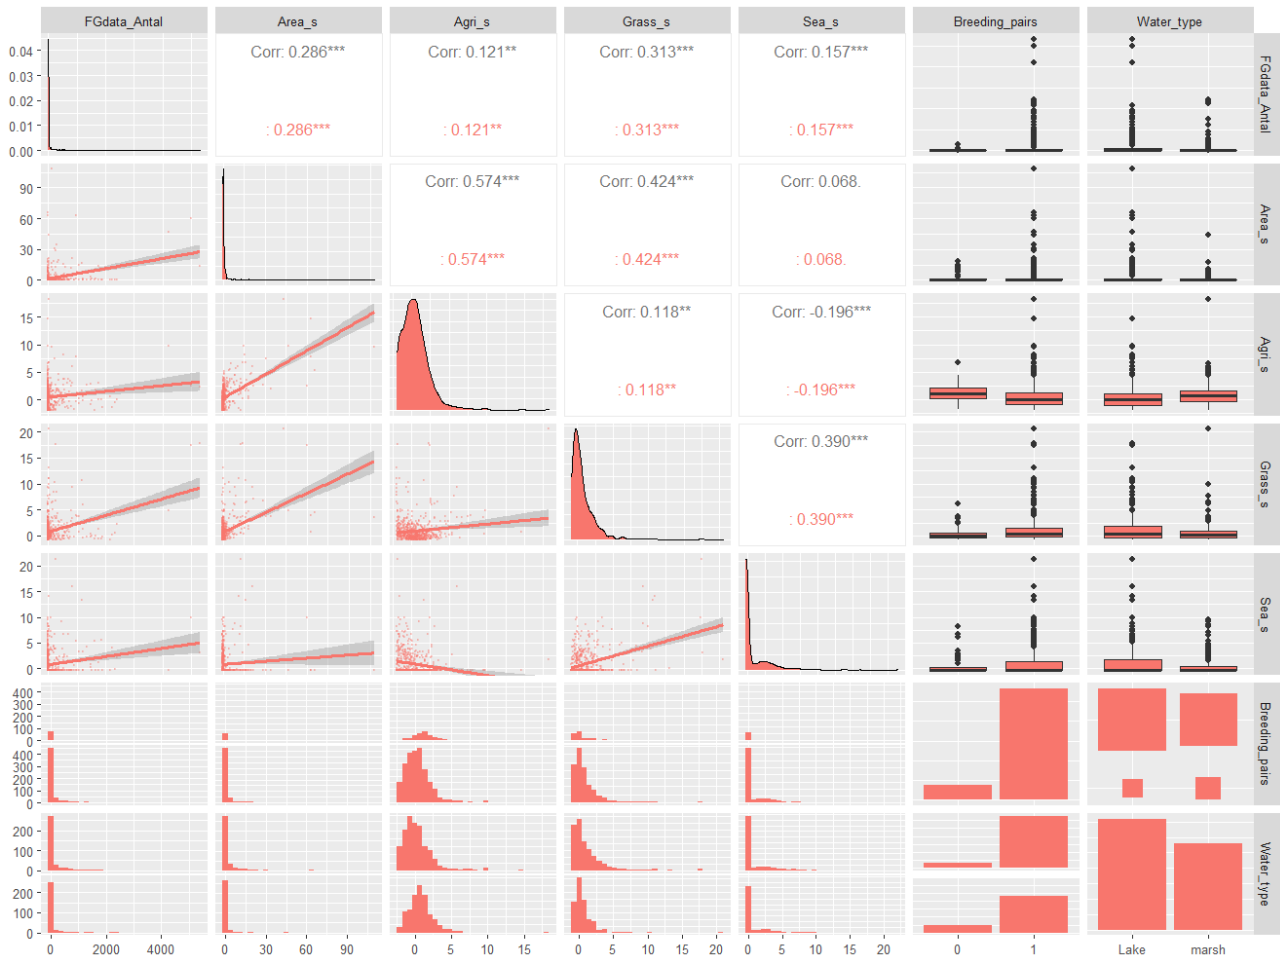 FGdata_Antal Area_s Agri_s Grass_s Sea_s Breeding_pairs Water_type
0.04
0.03
0.02
0.01
0.00
Corr: 0.286***
: 0.286***
Corr: 0.121**
: 0.121**
Corr: 0.313***
: 0.313***
Corr: 0.157***
: 0.157***
FGdata_Antal
90
60
30
0
Corr: 0.574***
: 0.574***
Corr: 0.424***
: 0.424***
Corr: 0.068.
: 0.068.
Area_s
15
10
5
0
Corr: 0.118**
: 0.118**
Corr: -0.196***
: -0.196***
Agri_s
20
15
10
5
0
Corr: 0.390***
: 0.390***
Grass_s
20
15
10
5
0
Sea_s
400
300
200
100
0
400
300
200
100
0
Breeding_pairs
200
100
0
200
100
0
Water_type
0 2000 4000
0 30 60 90
0 5 10 15
0 5 10 15 20
0 5 10 15 20
0 1
Lake marsh